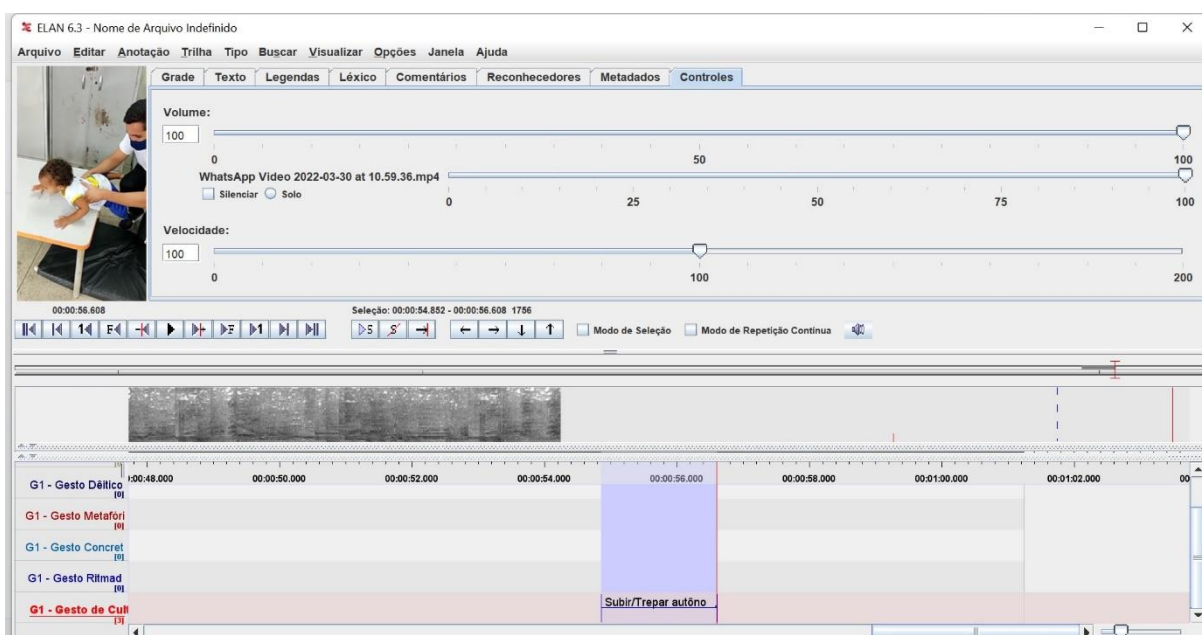 ELAN 6.3 - Nome de Arquivo Indefinido
Arquivo Editar Anotação Trilha Tipo Buscar Visualizar Opções Janela Ajuda
Grade Texto Legendas Léxico Comentários Reconhecedores Metadados Controles
Volume:
100
0 50 100
WhatsApp Video 2022-03-30 at 10.59.36.mp4
Silenciar Solo
0 25 50 75 100
Velocidade:
100
0 100 200
00:00:56.608
Seleção: 00:00:54.852 - 00:00:56.608 1756
Modo de Seleção Modo de Repetição Contínua
00:00:50.000 00:00:52.000 00:00:54.000 00:00:56.000 00:00:58.000 00:01:00.000 00:01:02.000
G1 - Gesto Dêitico
[0]
G1 - Gesto Metafóri
[0]
G1 - Gesto Concret
[0]
G1 - Gesto Ritmad
[0]
G1 - Gesto de Cult
[3]
Subir/Trepar autôno